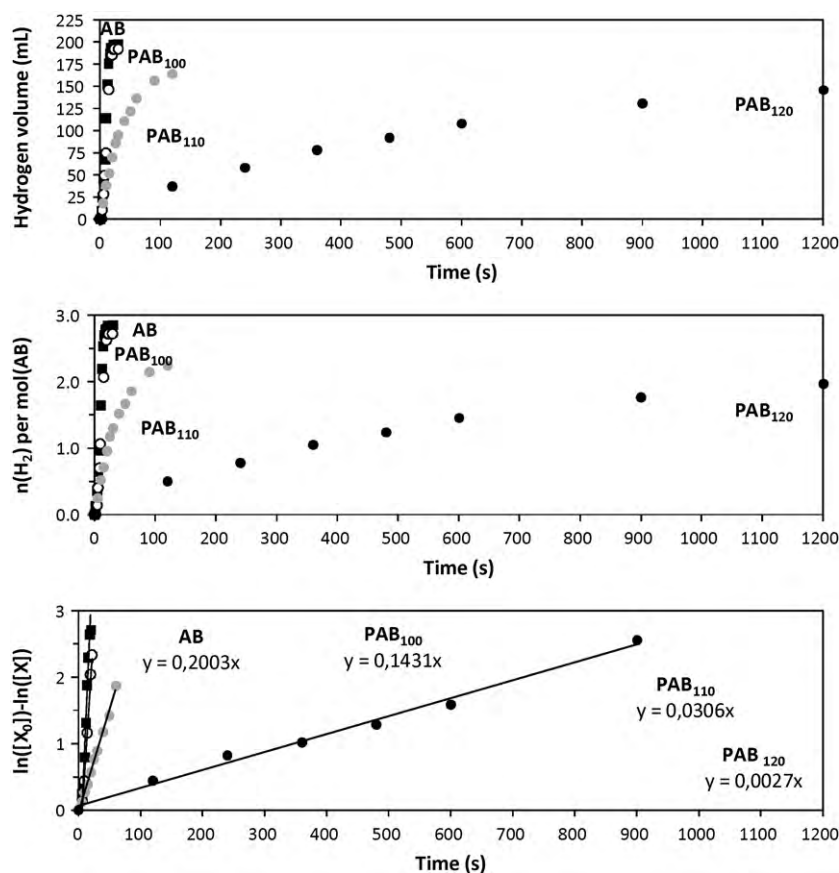 Hydrogen volume (mL)
225
200
175
150
125
100
75
50
25
0
AB
PAB100
PAB110
PAB120
0 100 200 300 400 500 600 700 800 900 1000 1100 1200
Time (s)
n(H2) per mol(AB)
3.0
2.0
1.0
0.0
AB
PAB100
PAB110
PAB120
0 100 200 300 400 500 600 700 800 900 1000 1100 1200
Time (s)
ln([X0])-ln([X])
3
2
1
0
AB
y = 0,2003x
PAB100
y = 0,1431x
PAB110
y = 0,0306x
PAB 120
y = 0,0027x
0 100 200 300 400 500 600 700 800 900 1000 1100 1200
Time (s)